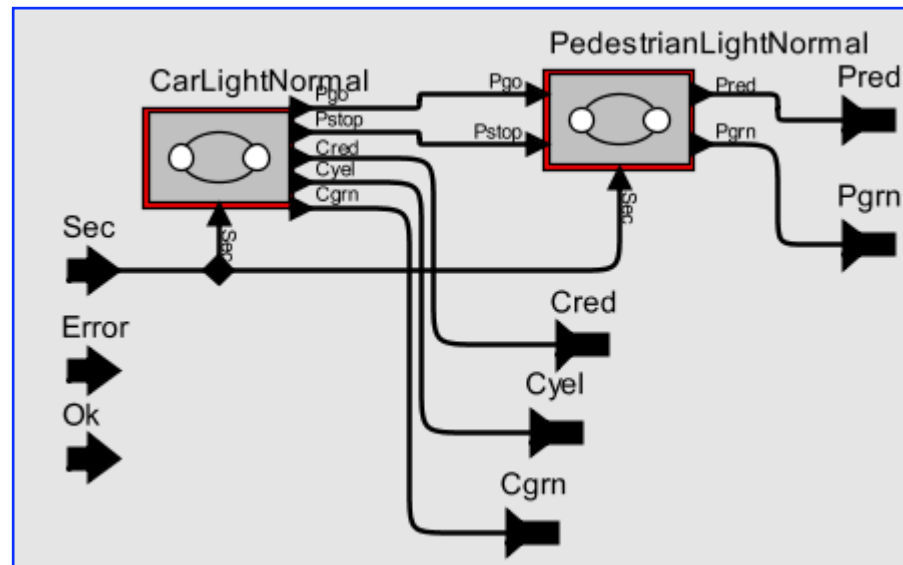 PedestrianLightNormal
CarLightNormal
Pgo
Pstop
Cred
Cyel
Cgrn
Sec
Pgo
Pstop
Pred
Pgrn
Sec
Pred
Pgrn
Sec
Error
Ok
Cred
Cyel
Cgrn